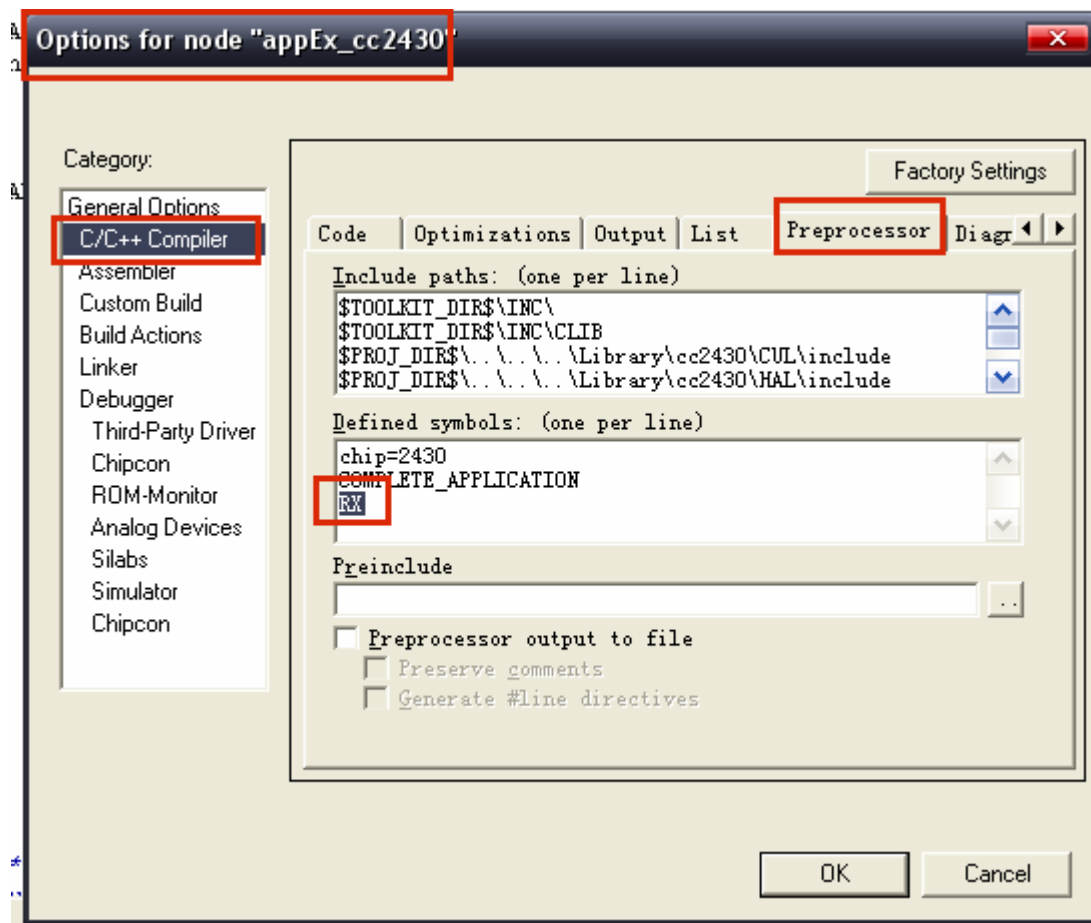 Options for node "appEx_cc2430"
Category:
Factory Settings
General Options
C/C++ Compiler
Assembler
Custom Build
Build Actions
Linker
Debugger
Third-Party Driver
Chipcon
ROM-Monitor
Analog Devices
Silabs
Simulator
Chipcon
Code Optimizations Output List Preprocessor Diagr
Include paths: (one per line)
$TOOLKIT_DIR$\INC\
$TOOLKIT_DIR$\INC\CLIB
$PROJ_DIR$\..\..\..\Library\cc2430\CUL\include
$PROJ_DIR$\..\..\..\Library\cc2430\HAL\include
Defined symbols: (one per line)
chip=2430
COMPLETE_APPLICATION
RX
Preinclude
..
Preprocessor output to file
Preserve comments
Generate #line directives
OK Cancel